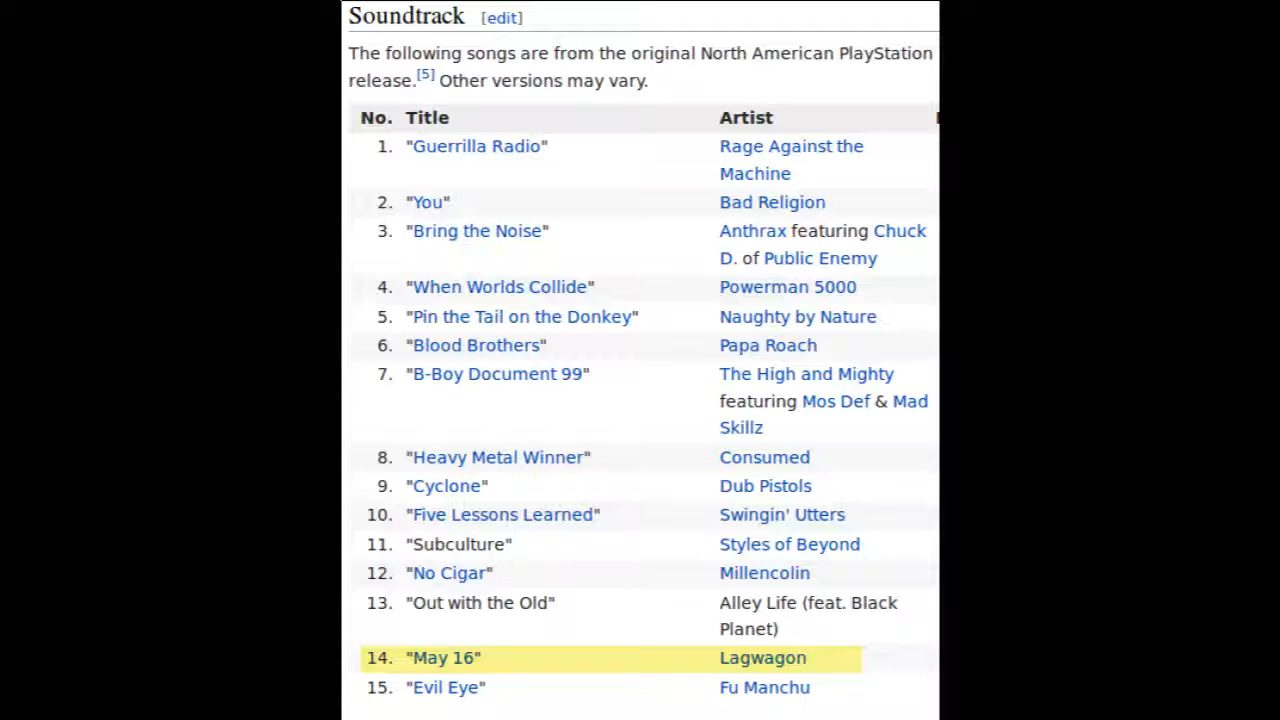 Soundtrack [edit]
The following songs are from the original North American PlayStation
release.[5] Other versions may vary.
No. Title Artist
1. "Guerrilla Radio" Rage Against the
Machine
2. "You" Bad Religion
3. "Bring the Noise" Anthrax featuring Chuck
D. of Public Enemy
4. "When Worlds Collide" Powerman 5000
5. "Pin the Tail on the Donkey" Naughty by Nature
6. "Blood Brothers" Papa Roach
7. "B-Boy Document 99" The High and Mighty
featuring Mos Def & Mad
Skillz
8. "Heavy Metal Winner" Consumed
9. "Cyclone" Dub Pistols
10. "Five Lessons Learned" Swingin' Utters
11. "Subculture" Styles of Beyond
12. "No Cigar" Millencolin
13. "Out with the Old" Alley Life (feat. Black
Planet)
14. "May 16" Lagwagon
15. "Evil Eye" Fu Manchu